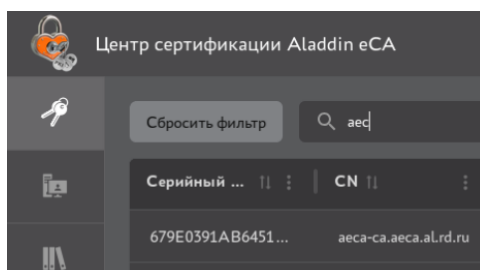 Центр сертификации Aladdin eCA
Сбросить фильтр aec
Серийный ... CN
679E0391AB6451... aeca-ca.aeca.al.rd.ru